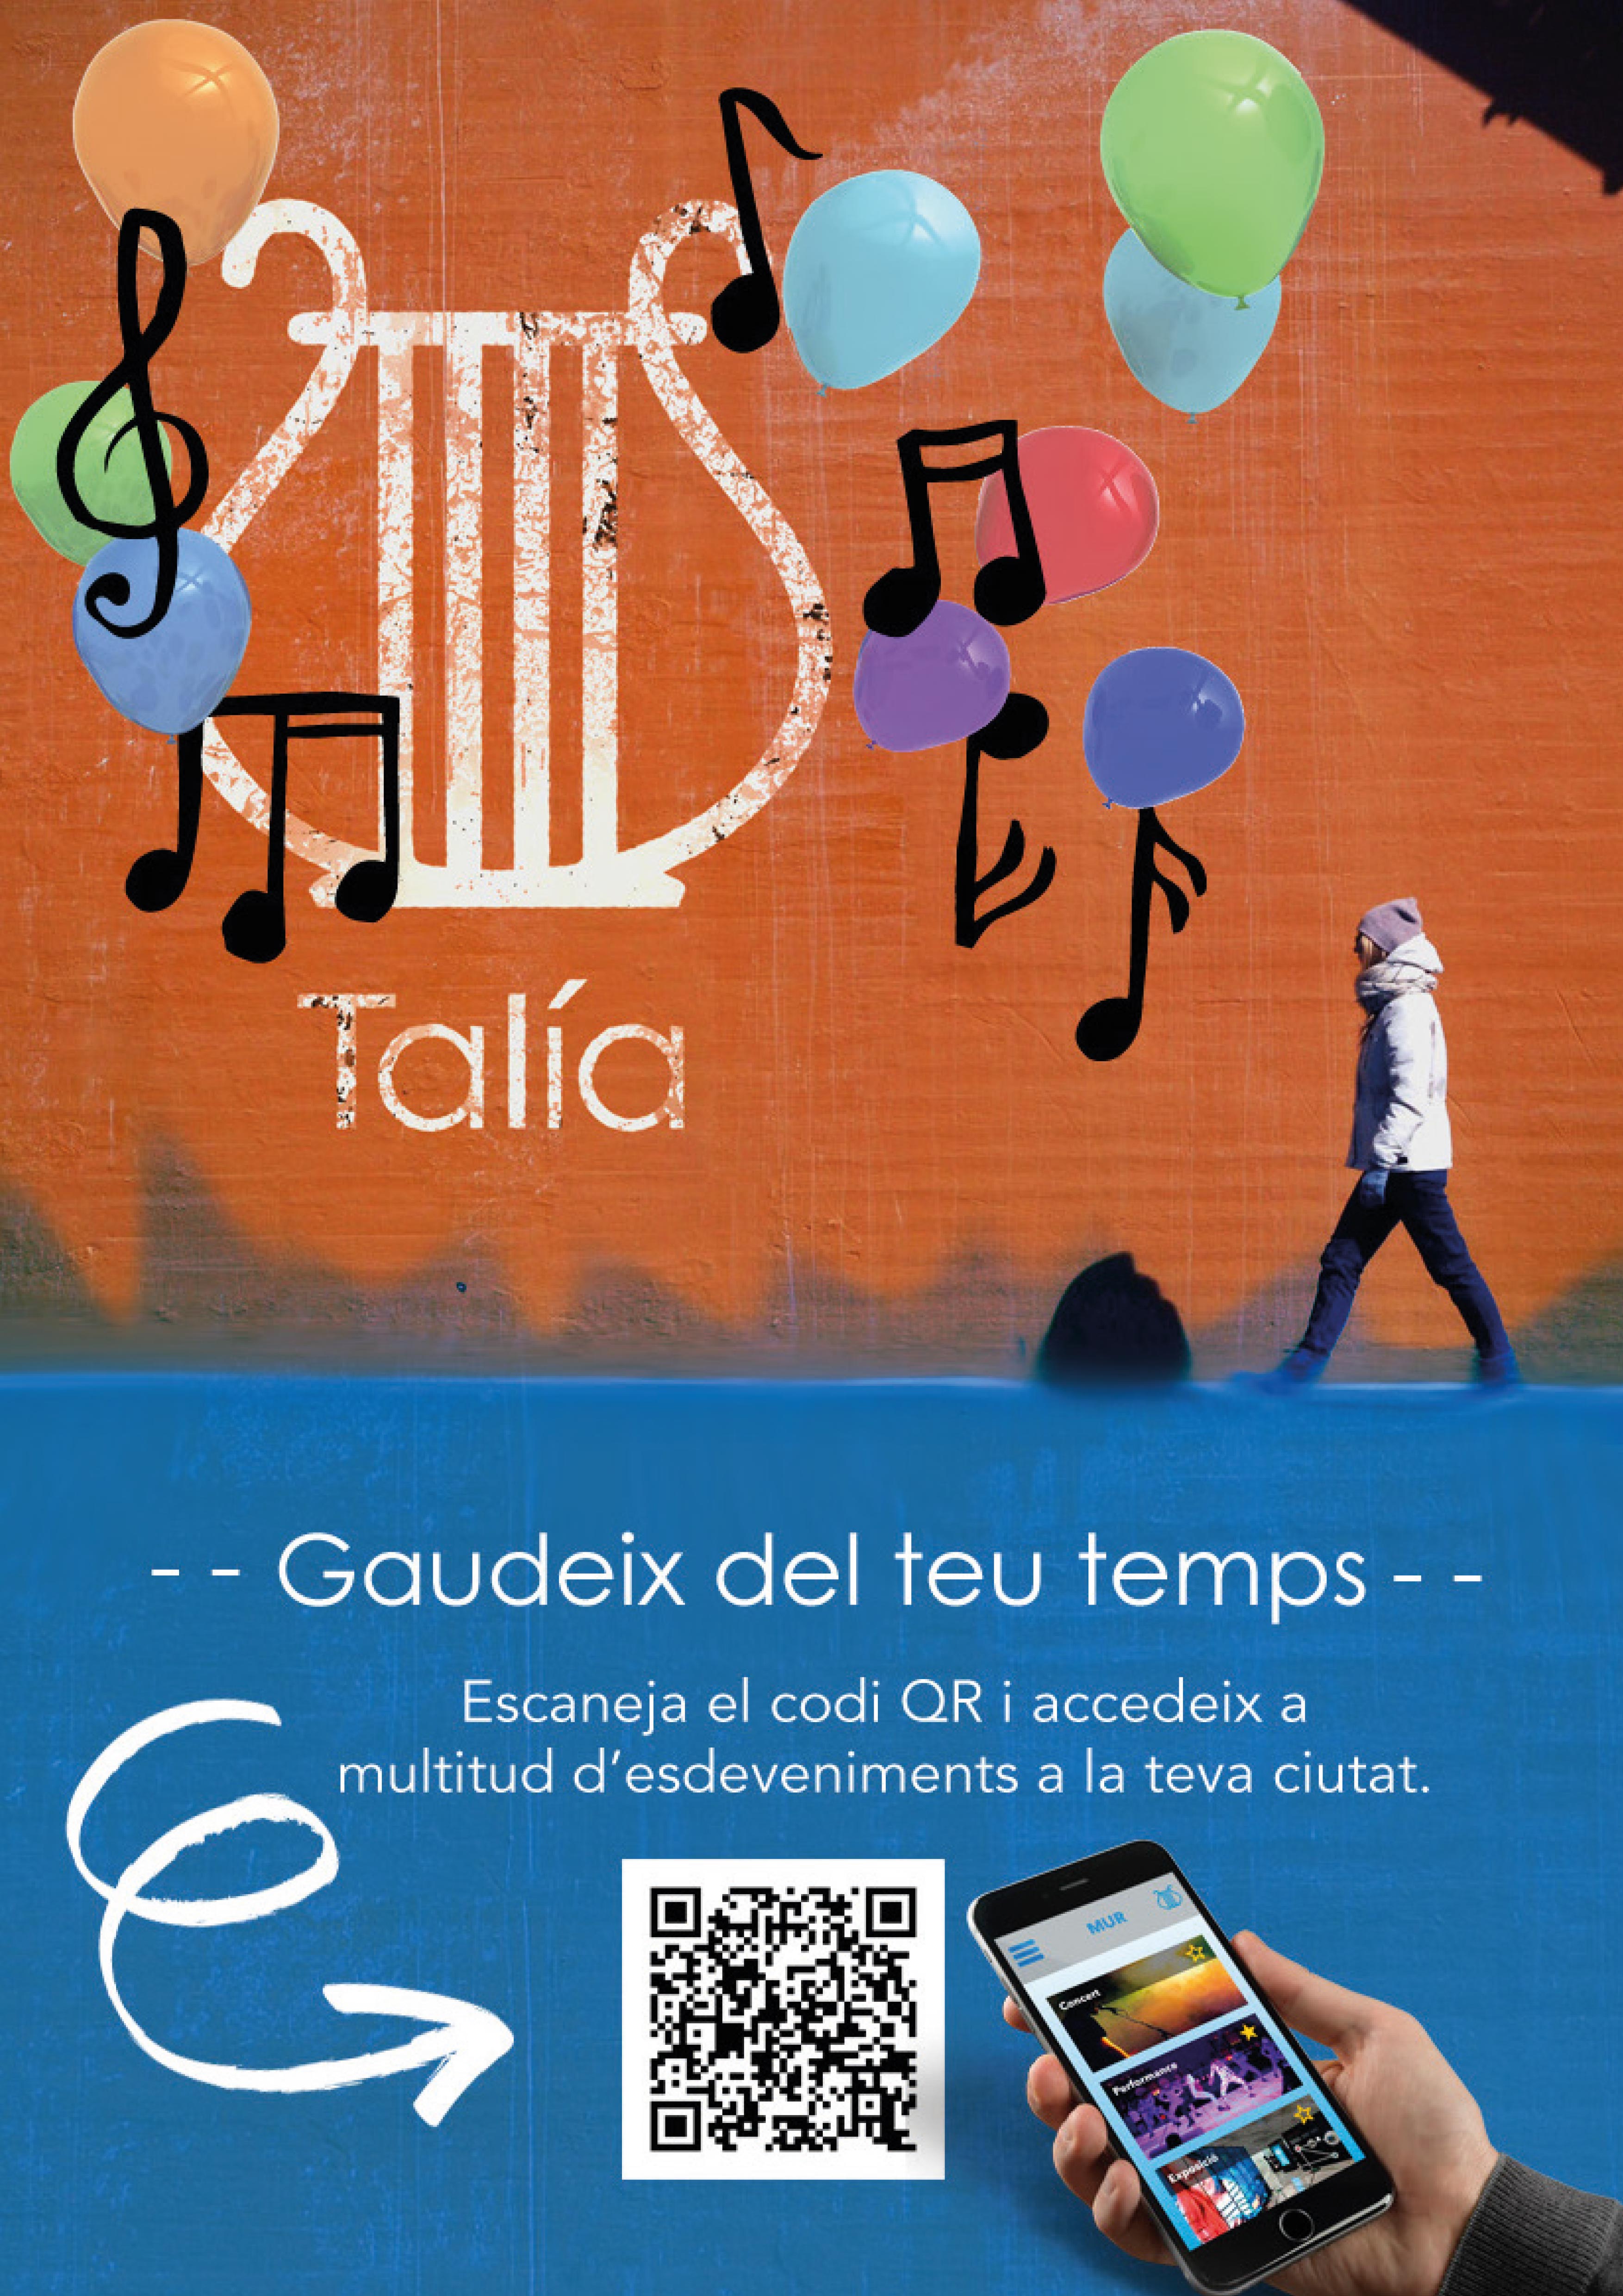 Talía
- - Gaudeix del teu temps - -
Escaneja el codi QR i accedeix a
multitud d’esdeveniments a la teva ciutat.
MUR
Concert
Performance
Exposició